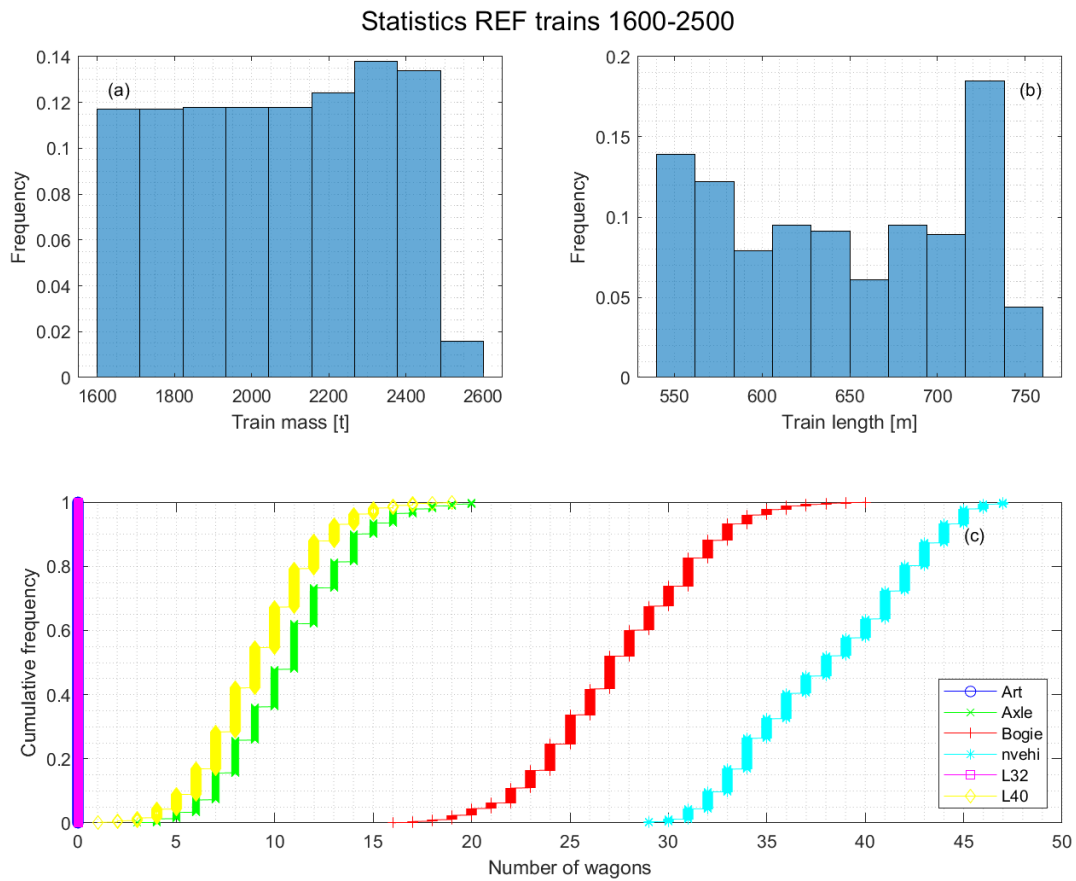 Statistics REF trains 1600-2500
0.14
0.12
0.1
0.08
0.06
0.04
0.02
0
Frequency
(a)
1600 1800 2000 2200 2400 2600
Train mass [t]
0.2
0.15
0.1
0.05
0
Frequency
(b)
550 600 650 700 750
Train length [m]
1
0.8
0.6
0.4
0.2
0
Cumulative frequency
(c)
Art
Axle
Bogie
nvehi
L32
L40
0 5 10 15 20 25 30 35 40 45 50
Number of wagons